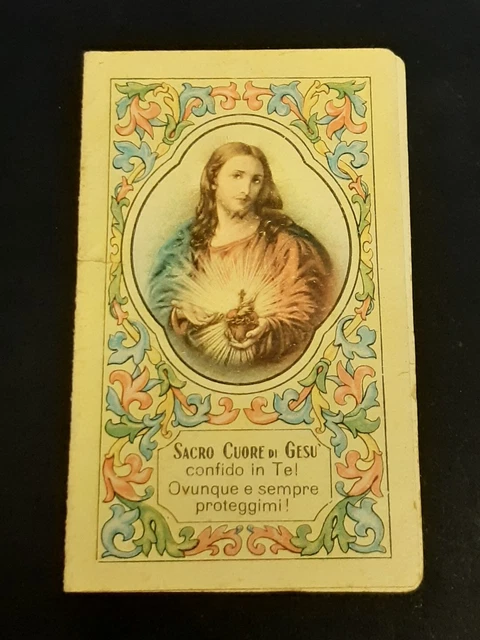 SACRO CUORE DI GESU'
confido in Te!
Ovunque e sempre
proteggimi!